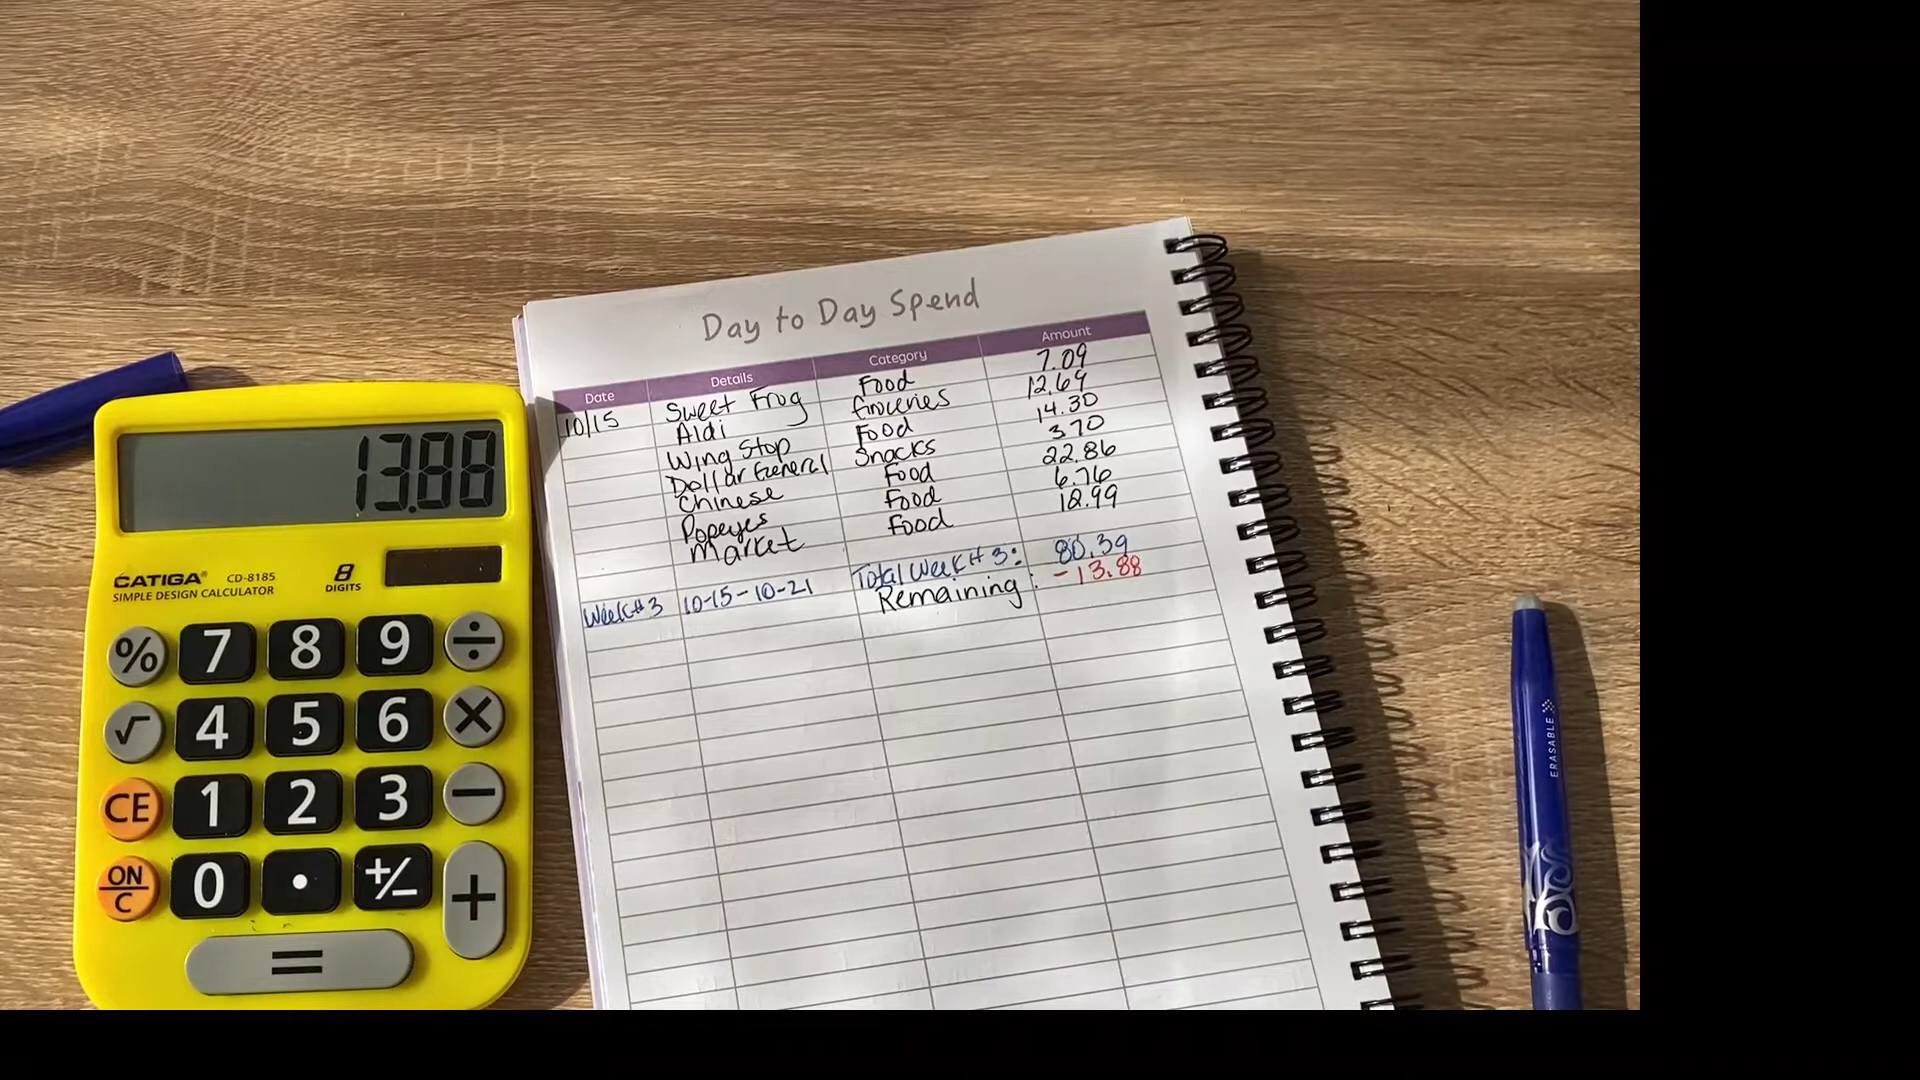 Day to Day Spend
Date Details Category Amount
10/15 Sweet Frog Food 7.09
Aldi Groceries 12.69
Wing Stop Food 14.30
Dollar General Snacks 3.70
Chinese Food 22.86
Popeyes Food 6.76
Market Food 12.99
Week#3 10-15-10-21 Total Week#3: 80.39
Remaining: -13.88
13.88
CATIGA® CD-8185
SIMPLE DESIGN CALCULATOR
8
DIGITS
% 7 8 9 ÷
√ 4 5 6 ×
CE 1 2 3 −
ON/C 0 . +/− +
=
ERASABLE